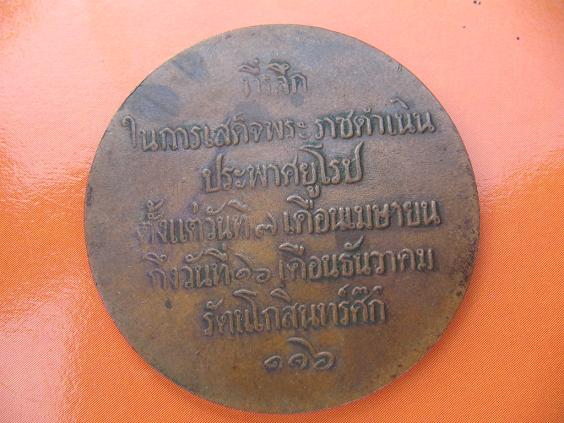 ที่รฦก
ในการเสด็จพระราชดำเนิน
ประพาศยูโรป
ตั้งแต่วันที่ ๗ เดือนเมษายน
ถึงวันที่ ๑๖ เดือนธันวาคม
รัตนโกสินทร์ศก๊
๑๑๖